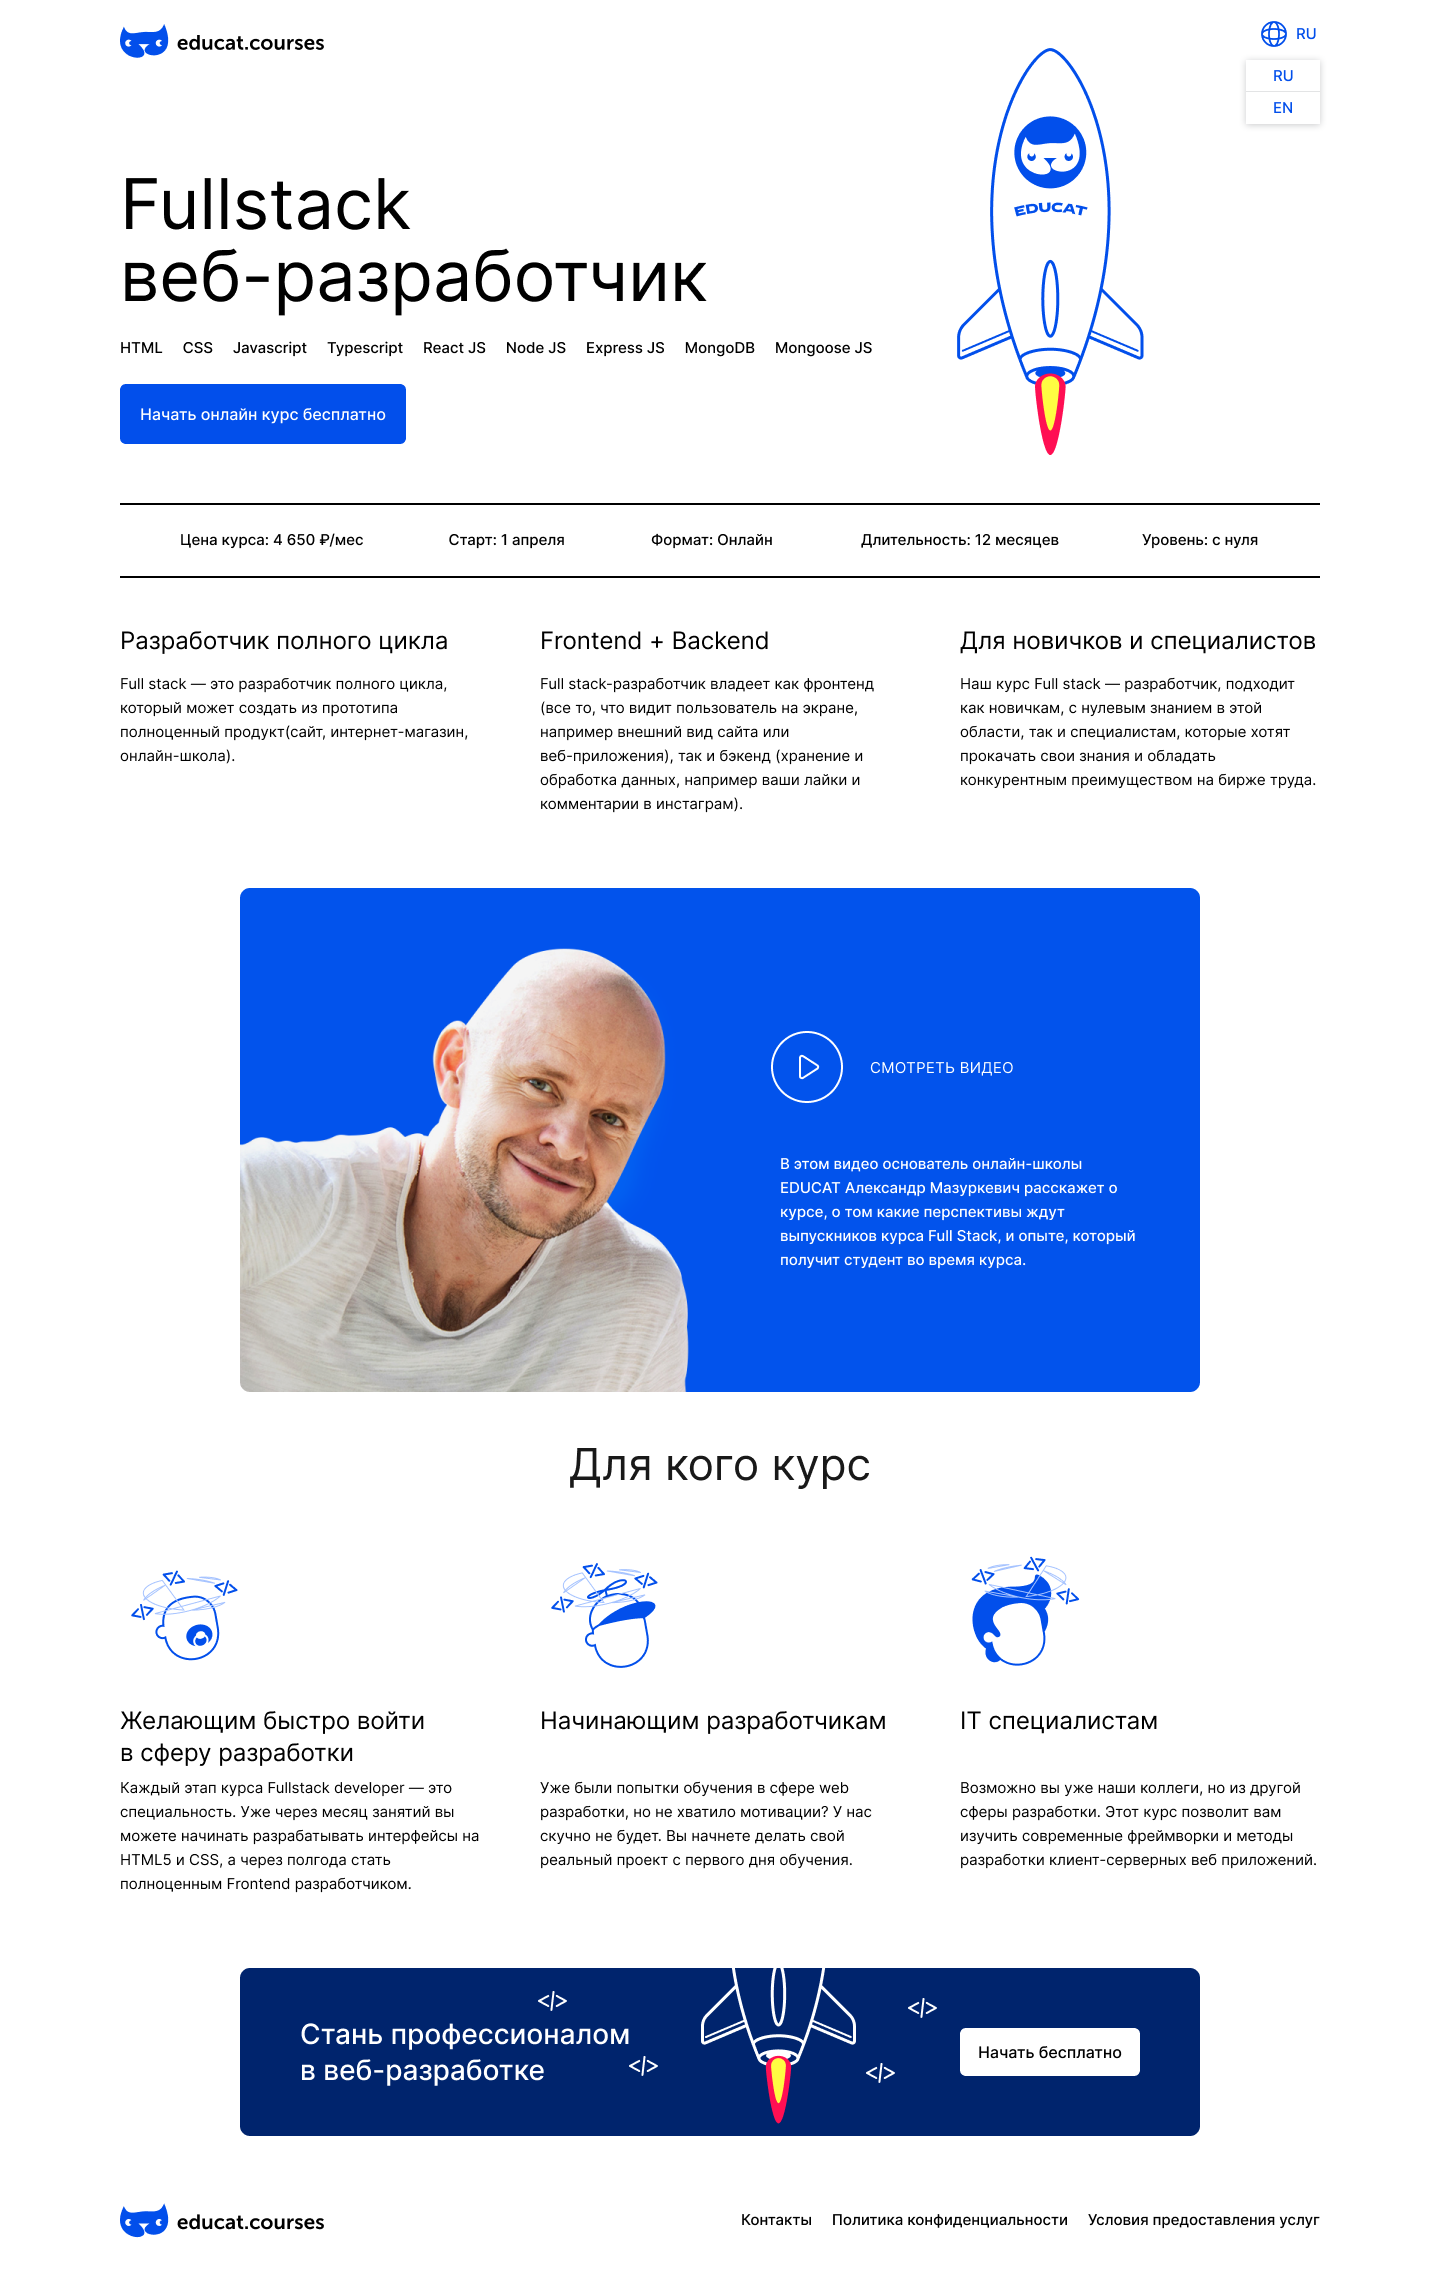 educat.courses
RU
RU
EN
EDUCAT
Fullstack
веб-разработчик
HTML CSS Javascript Typescript React JS Node JS Express JS MongoDB Mongoose JS
Начать онлайн курс бесплатно
Цена курса: 4 650 ₽/мес Старт: 1 апреля Формат: Онлайн Длительность: 12 месяцев Уровень: с нуля
Разработчик полного цикла
Full stack — это разработчик полного цикла,
который может создать из прототипа
полноценный продукт(сайт, интернет-магазин,
онлайн-школа).
Frontend + Backend
Full stack-разработчик владеет как фронтенд
(все то, что видит пользователь на экране,
например внешний вид сайта или
веб-приложения), так и бэкенд (хранение и
обработка данных, например ваши лайки и
комментарии в инстаграм).
Для новичков и специалистов
Наш курс Full stack — разработчик, подходит
как новичкам, с нулевым знанием в этой
области, так и специалистам, которые хотят
прокачать свои знания и обладать
конкурентным преимуществом на бирже труда.
СМОТРЕТЬ ВИДЕО
В этом видео основатель онлайн-школы
EDUCAT Александр Мазуркевич расскажет о
курсе, о том какие перспективы ждут
выпускников курса Full Stack, и опыте, который
получит студент во время курса.
Для кого курс
</>
</>
</>
</>
</>
</>
</>
</>
</>
Желающим быстро войти
в сферу разработки
Каждый этап курса Fullstack developer — это
специальность. Уже через месяц занятий вы
можете начинать разрабатывать интерфейсы на
HTML5 и CSS, а через полгода стать
полноценным Frontend разработчиком.
Начинающим разработчикам
Уже были попытки обучения в сфере web
разработки, но не хватило мотивации? У нас
скучно не будет. Вы начнете делать свой
реальный проект с первого дня обучения.
IT специалистам
Возможно вы уже наши коллеги, но из другой
сферы разработки. Этот курс позволит вам
изучить современные фреймворки и методы
разработки клиент-серверных веб приложений.
Стань профессионалом
в веб-разработке
</>
</>
</>
</>
Начать бесплатно
educat.courses
Контакты Политика конфиденциальности Условия предоставления услуг